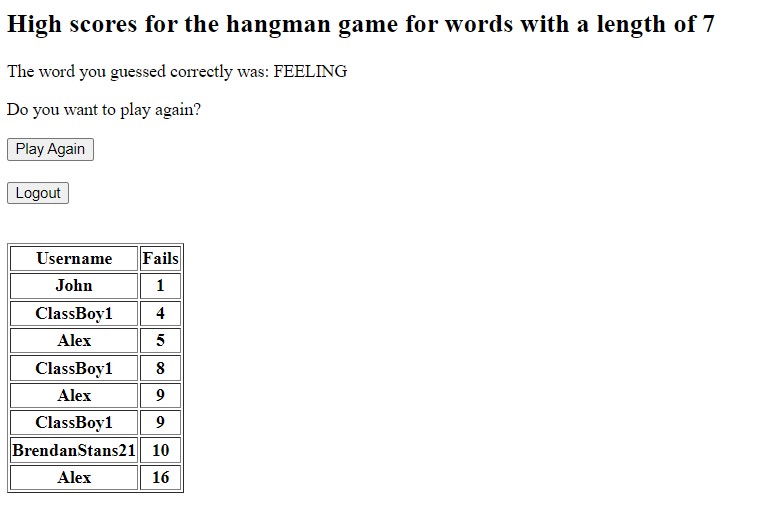 High scores for the hangman game for words with a length of 7
The word you guessed correctly was: FEELING
Do you want to play again?
Play Again
Logout
Username Fails
John 1
ClassBoy1 4
Alex 5
ClassBoy1 8
Alex 9
ClassBoy1 9
BrendanStans21 10
Alex 16